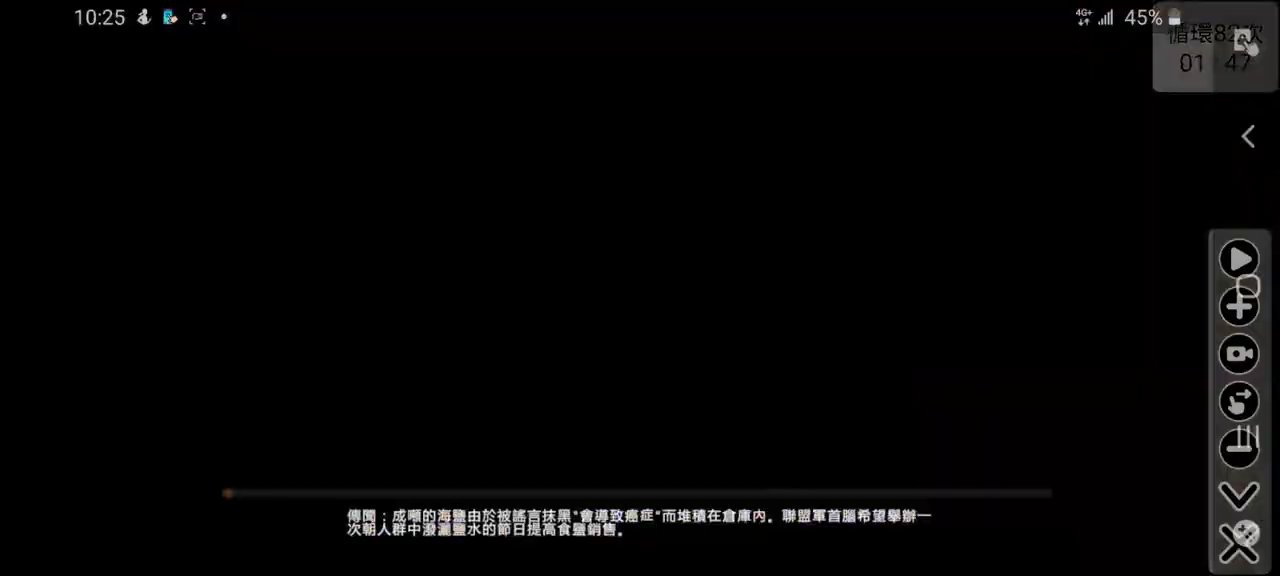 10:25
4G+
45%
循環82次
01 47
傳聞：成噸的海鹽由於被謠言抹黑"會導致癌症"而堆積在倉庫內。聯盟軍首腦希望舉辦一
次朝人群中潑灑鹽水的節日提高食鹽銷售。